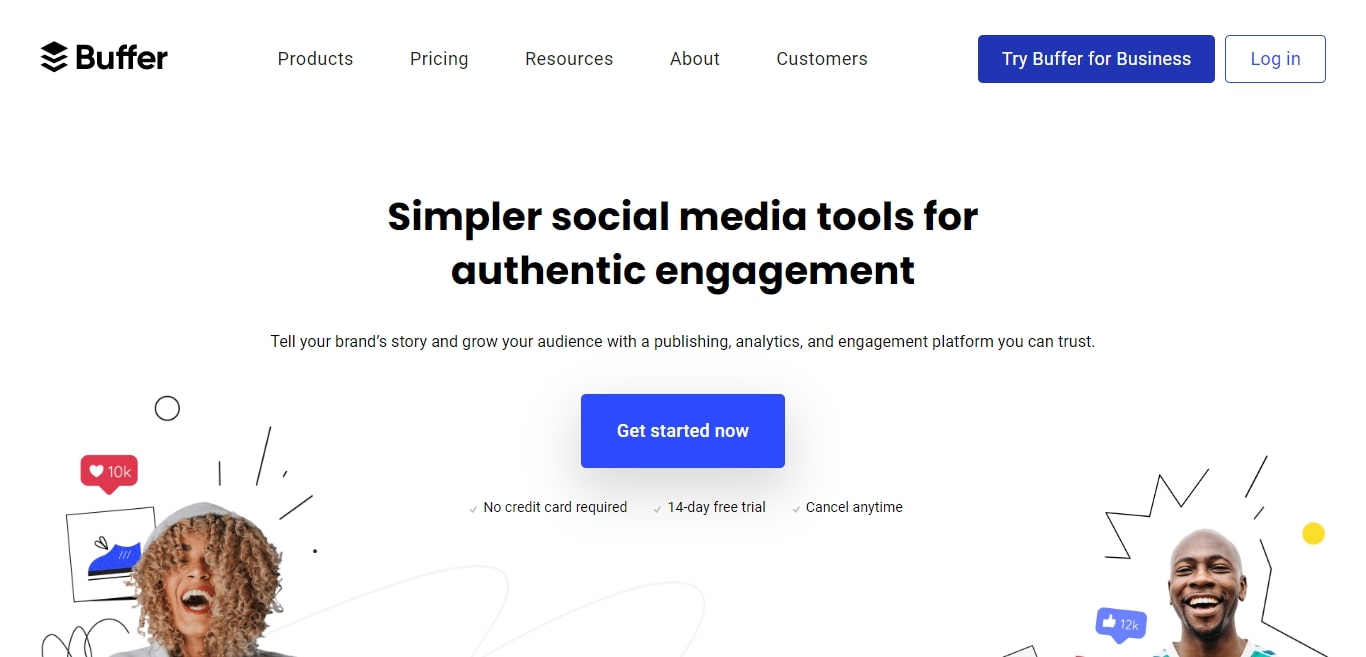 Buffer
Products
Pricing
Resources
About
Customers
Try Buffer for Business
Log in
Simpler social media tools for
authentic engagement
Tell your brand’s story and grow your audience with a publishing, analytics, and engagement platform you can trust.
Get started now
No credit card required
14-day free trial
Cancel anytime
10k
12k